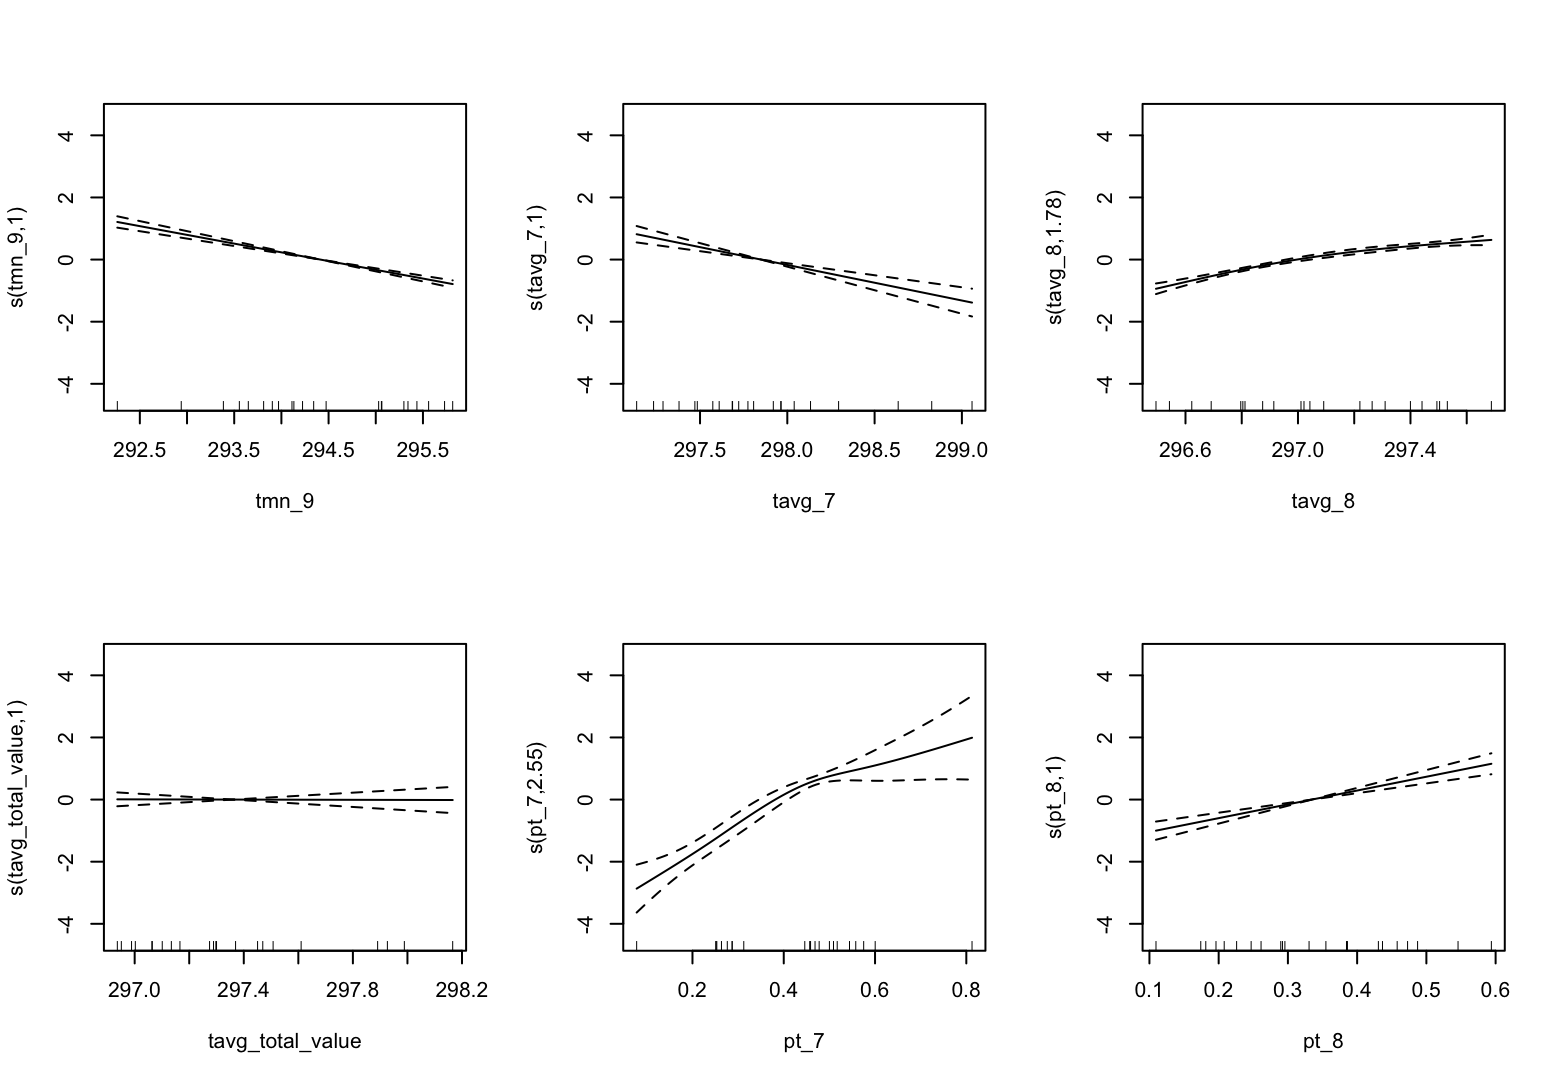 s(tmn_9,1)
4
2
0
-2
-4
292.5 293.5 294.5 295.5
tmn_9
s(tavg_7,1)
4
2
0
-2
-4
297.5 298.0 298.5 299.0
tavg_7
s(tavg_8,1.78)
4
2
0
-2
-4
296.6 297.0 297.4
tavg_8
s(tavg_total_value,1)
4
2
0
-2
-4
297.0 297.4 297.8 298.2
tavg_total_value
s(pt_7,2.55)
4
2
0
-2
-4
0.2 0.4 0.6 0.8
pt_7
s(pt_8,1)
4
2
0
-2
-4
0.1 0.2 0.3 0.4 0.5 0.6
pt_8